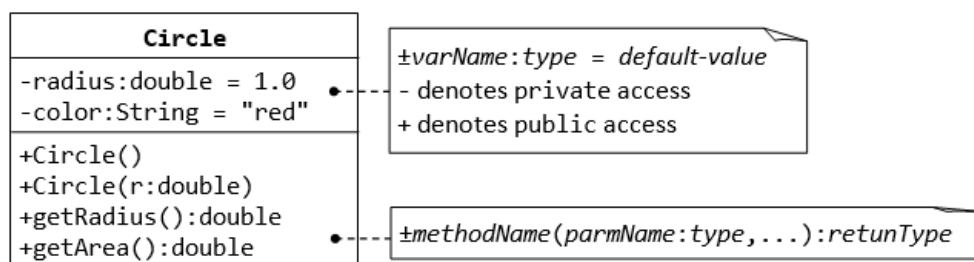 Circle
-radius:double = 1.0
-color:String = "red"
+Circle()
+Circle(r:double)
+getRadius():double
+getArea():double
±varName:type = default-value
- denotes private access
+ denotes public access
±methodName(parmName:type,...):retunType